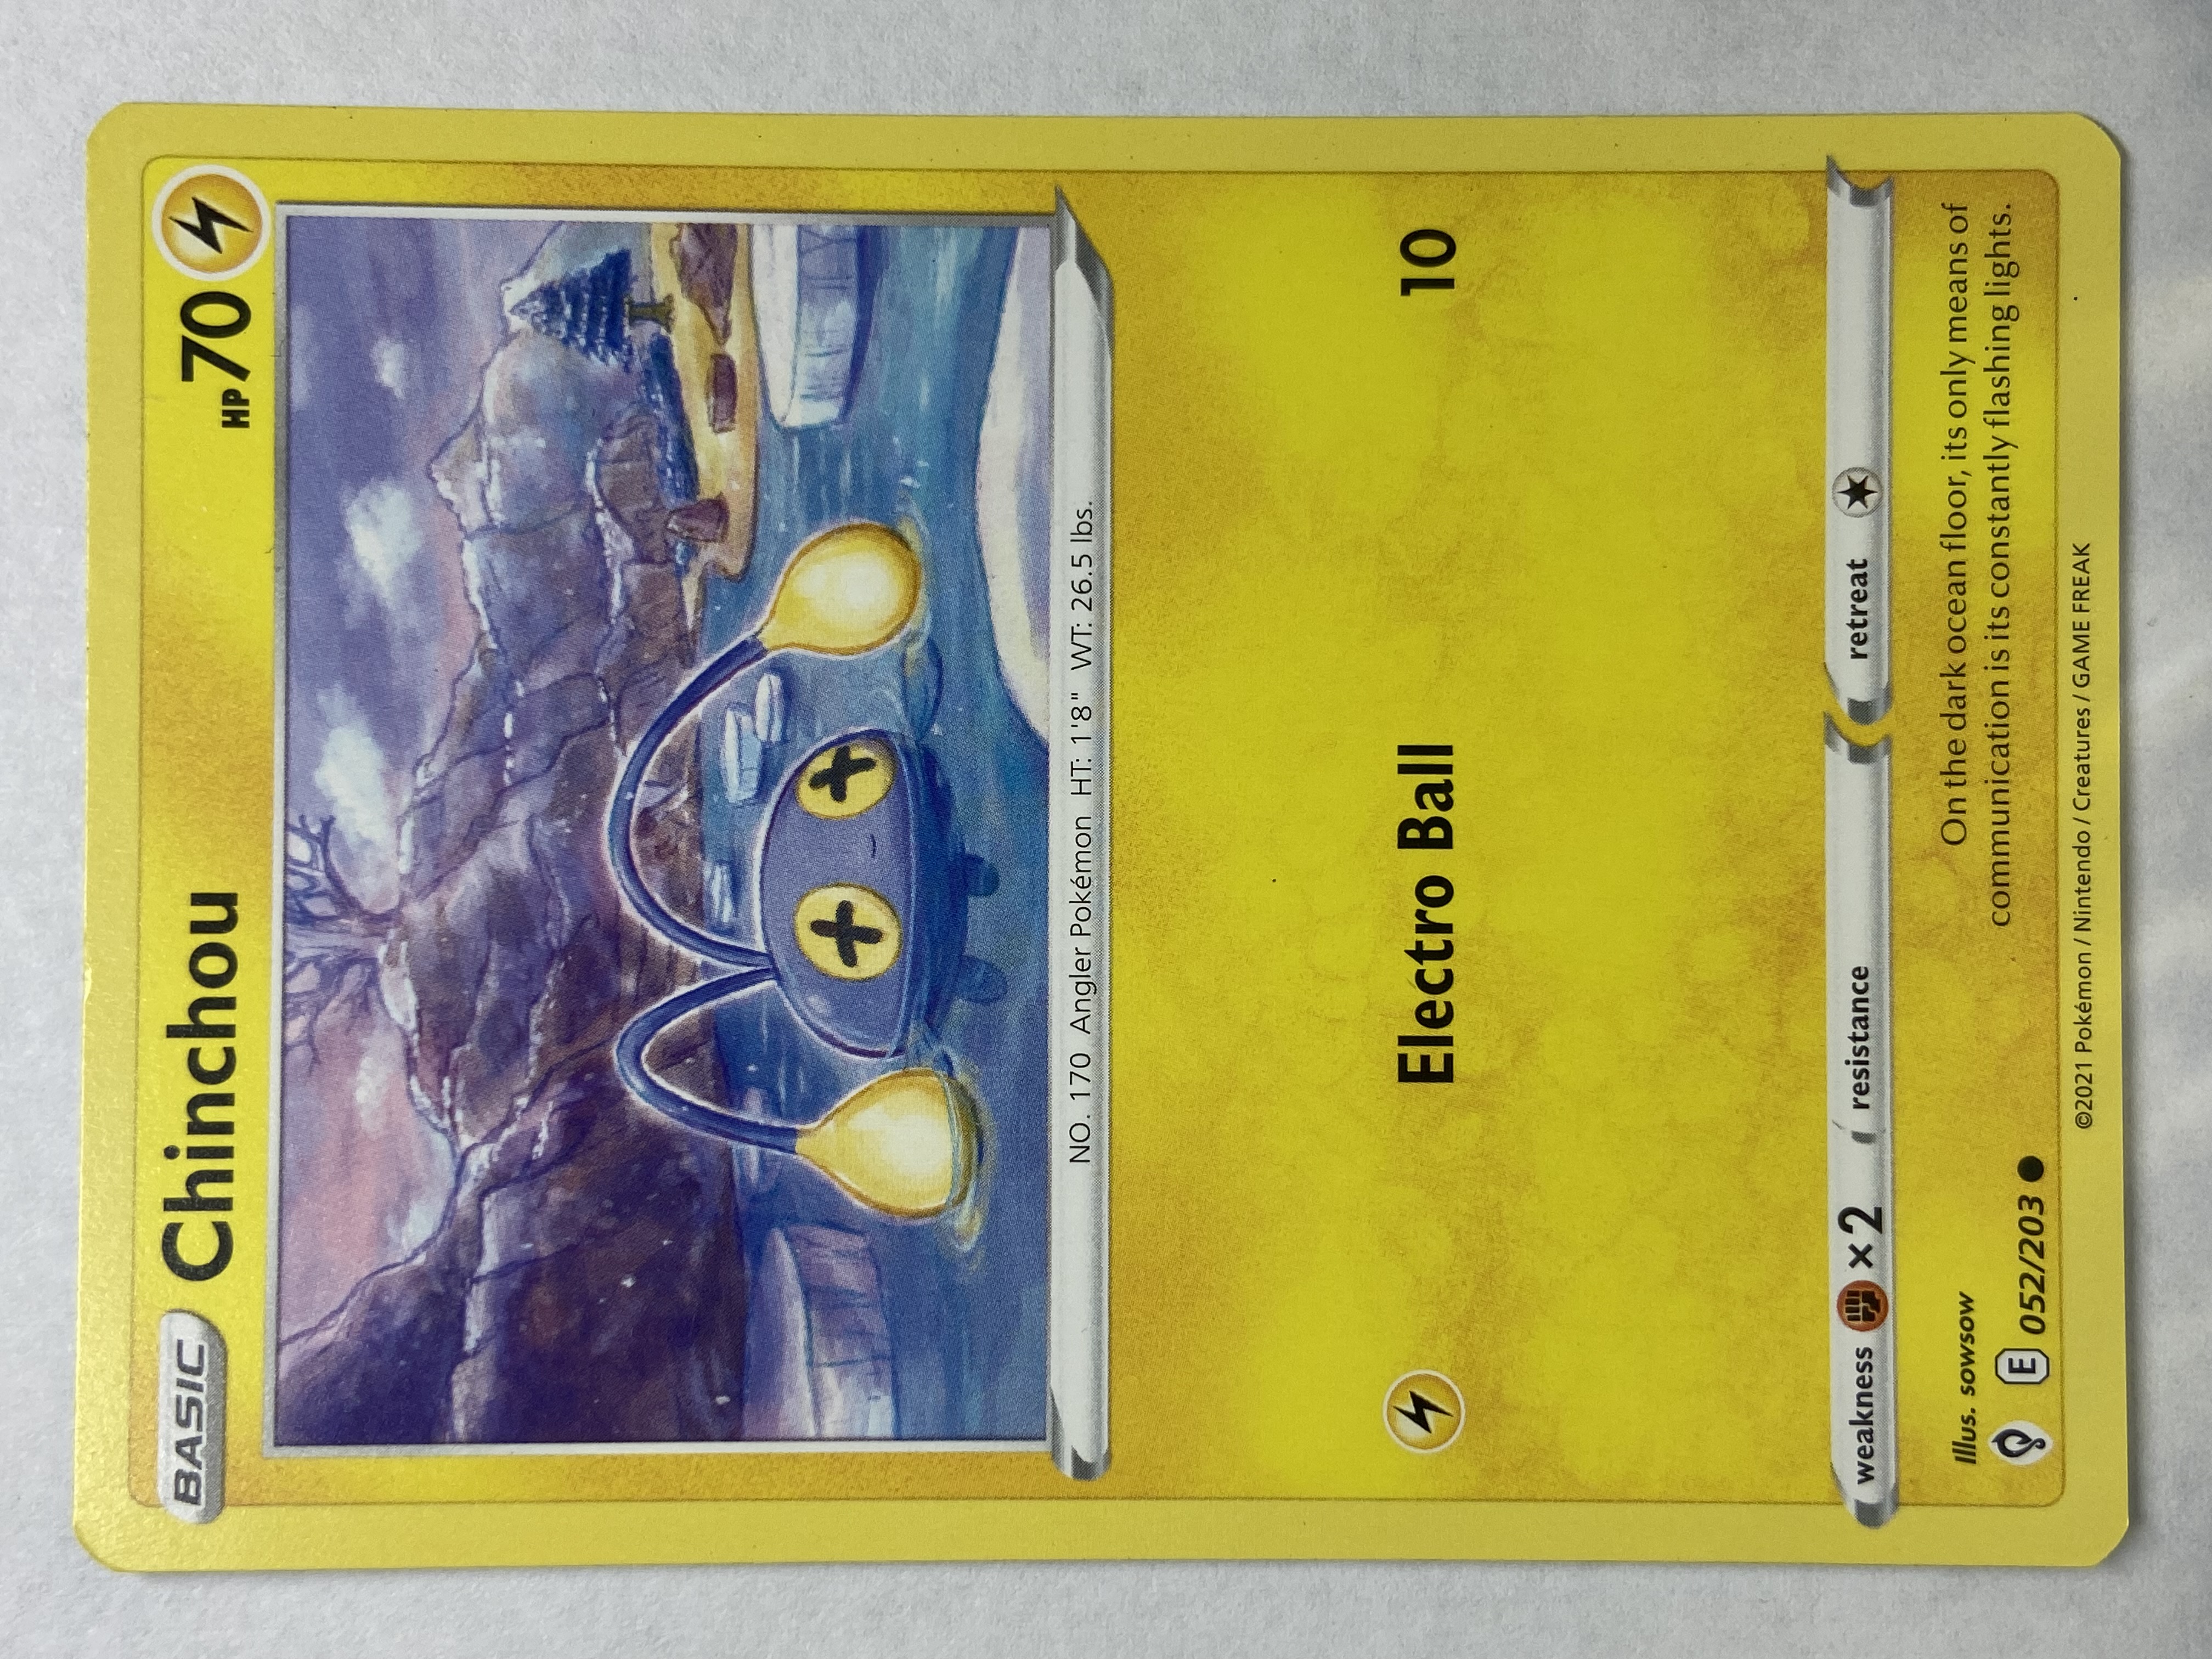 BASIC Chinchou HP 70
NO. 170 Angler Pokémon HT: 1'8" WT: 26.5 lbs.
Electro Ball 10
weakness ×2 resistance retreat
Illus. sowsow
On the dark ocean floor, its only means of
communication is its constantly flashing lights.
E 052/203
©2021 Pokémon / Nintendo / Creatures / GAME FREAK